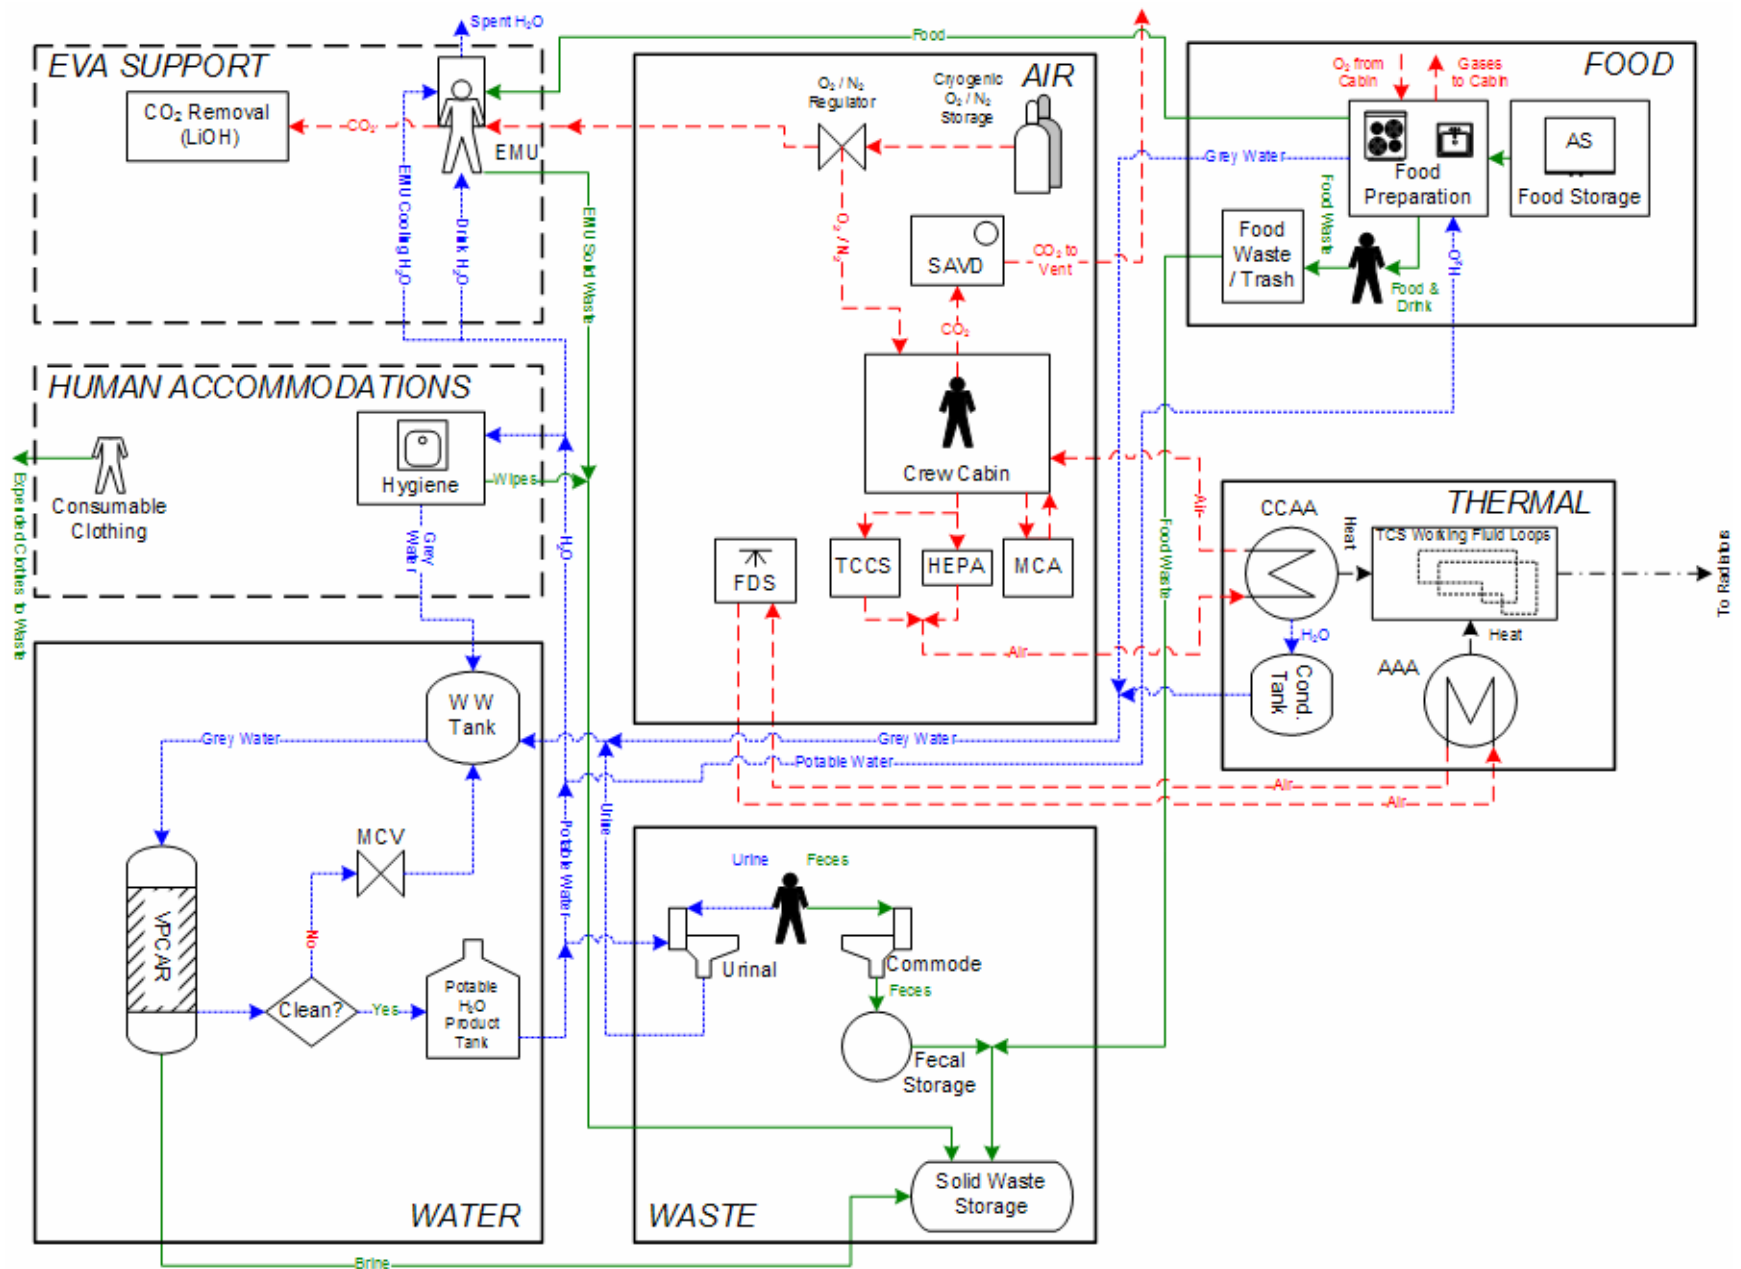 Spent H₂O
EVA SUPPORT
CO₂ Removal
(LiOH)
CO₂
EMU
EMU Cooling H₂O
Drink H₂O
EMU Solid Waste
Food
AIR
O₂ / N₂
Regulator
Cryogenic
O₂ / N₂
Storage
O₂ / N₂
SAVD
CO₂ to
Vent
CO₂
Crew Cabin
TCCS
HEPA
MCA
FDS
Air
FOOD
O₂ from
Cabin
Gases
to Cabin
Grey Water
Food
Preparation
AS
Food Storage
Food Waste
Food
Waste
/ Trash
Food &
Drink
H₂O
HUMAN ACCOMMODATIONS
Hygiene
Wipes
Consumable
Clothing
Expended Clothes to Waste
Grey
Water
H₂O
Food Waste
THERMAL
CCAA
Air
Heat
TCS Working Fluid Loops
To Radiators
H₂O
Heat
Cond.
Tank
AAA
Air
Air
WW
Tank
Grey Water
Grey Water
Potable Water
MCV
Urine
Potable Water
VPCAR
No
Clean?
Yes
Potable
H₂O
Product
Tank
WATER
Brine
Urine
Feces
Urinal
Commode
Feces
Fecal
Storage
Solid Waste
Storage
WASTE